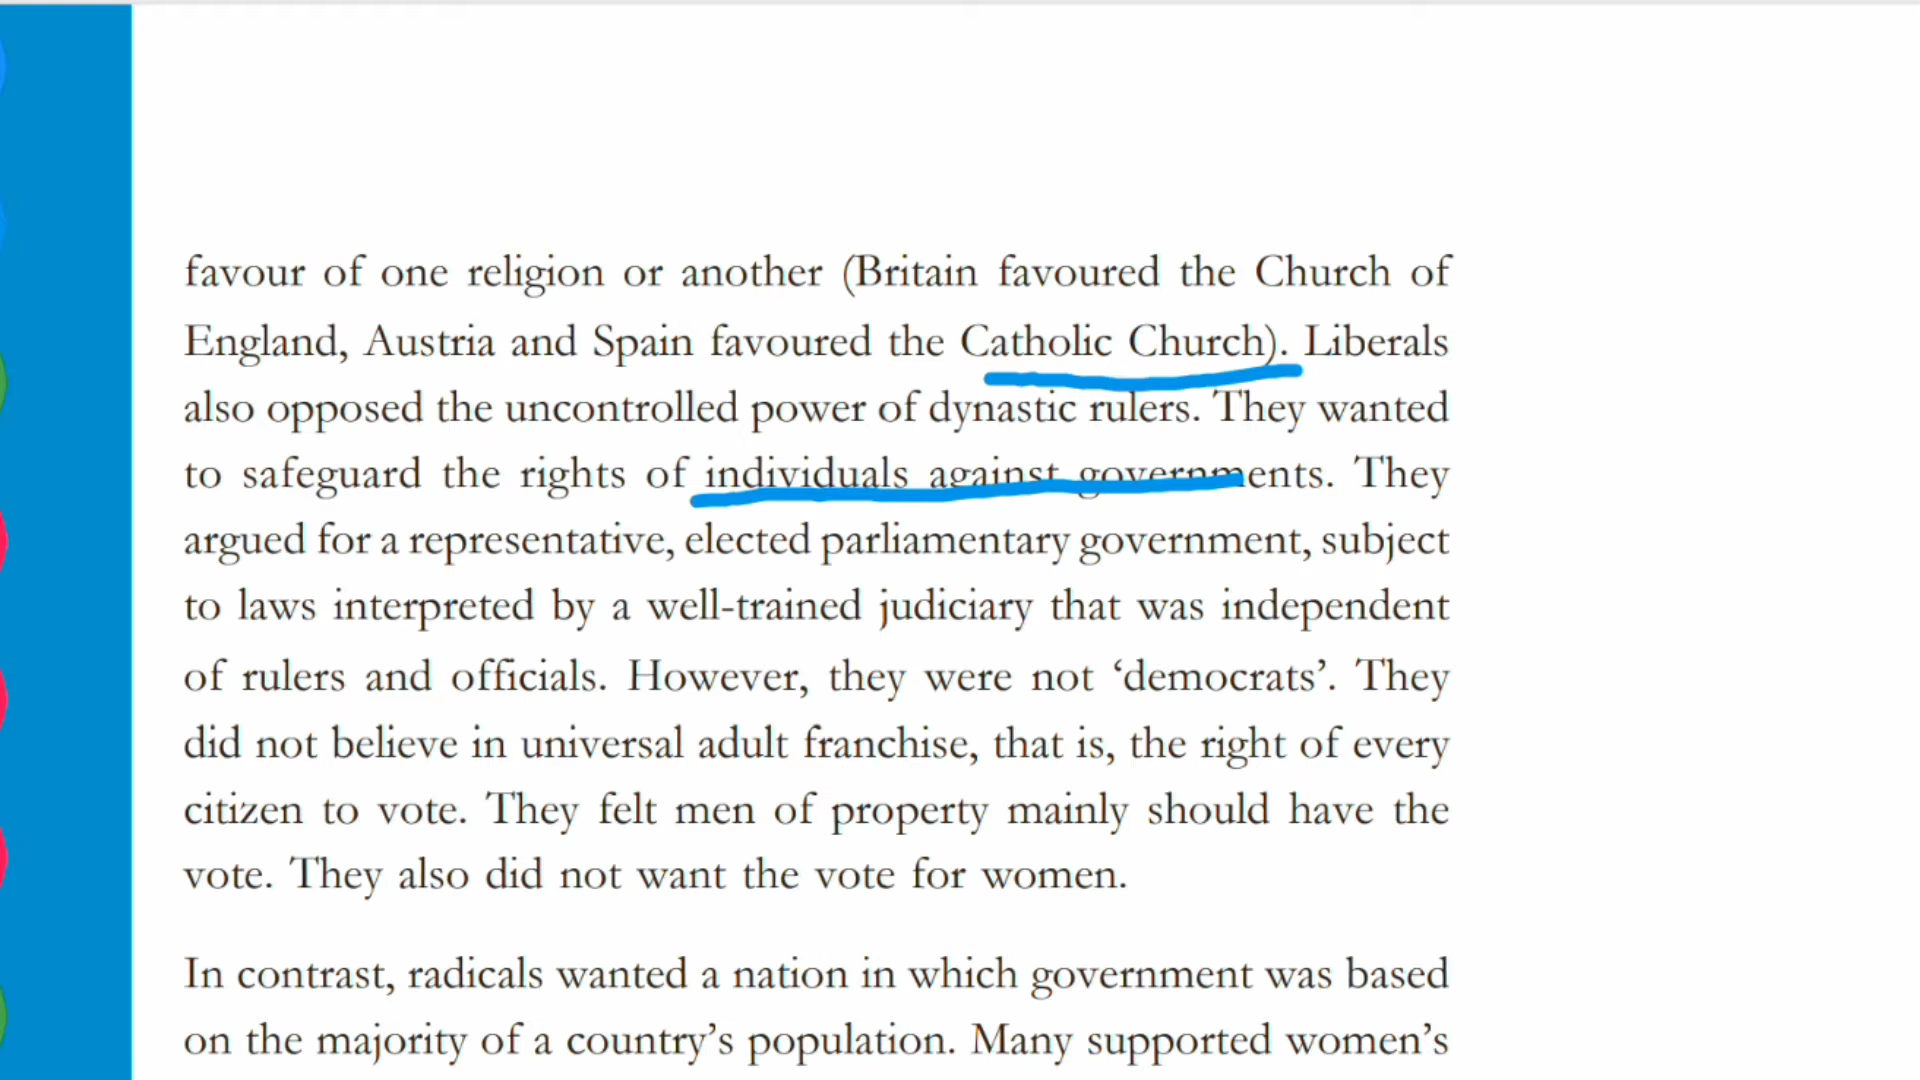 favour of one religion or another (Britain favoured the Church of
England, Austria and Spain favoured the Catholic Church). Liberals
also opposed the uncontrolled power of dynastic rulers. They wanted
to safeguard the rights of individuals against governments. They
argued for a representative, elected parliamentary government, subject
to laws interpreted by a well-trained judiciary that was independent
of rulers and officials. However, they were not ‘democrats’. They
did not believe in universal adult franchise, that is, the right of every
citizen to vote. They felt men of property mainly should have the
vote. They also did not want the vote for women.
In contrast, radicals wanted a nation in which government was based
on the majority of a country’s population. Many supported women’s